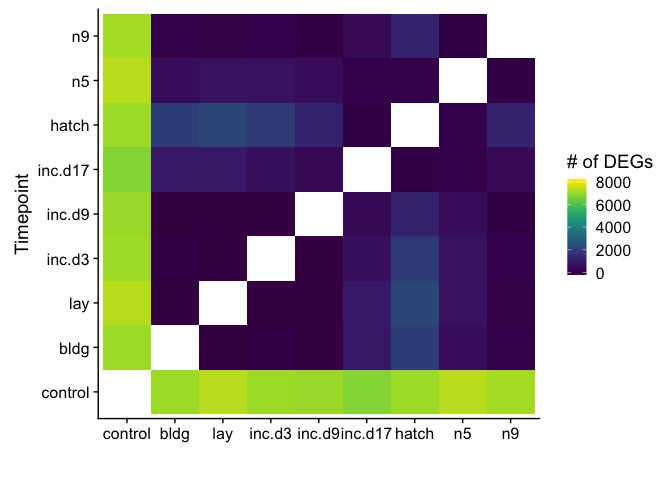 n9
n5
hatch
inc.d17
inc.d9
inc.d3
lay
bldg
control
Timepoint
control bldg lay inc.d3 inc.d9 inc.d17 hatch n5 n9
# of DEGs
8000
6000
4000
2000
0